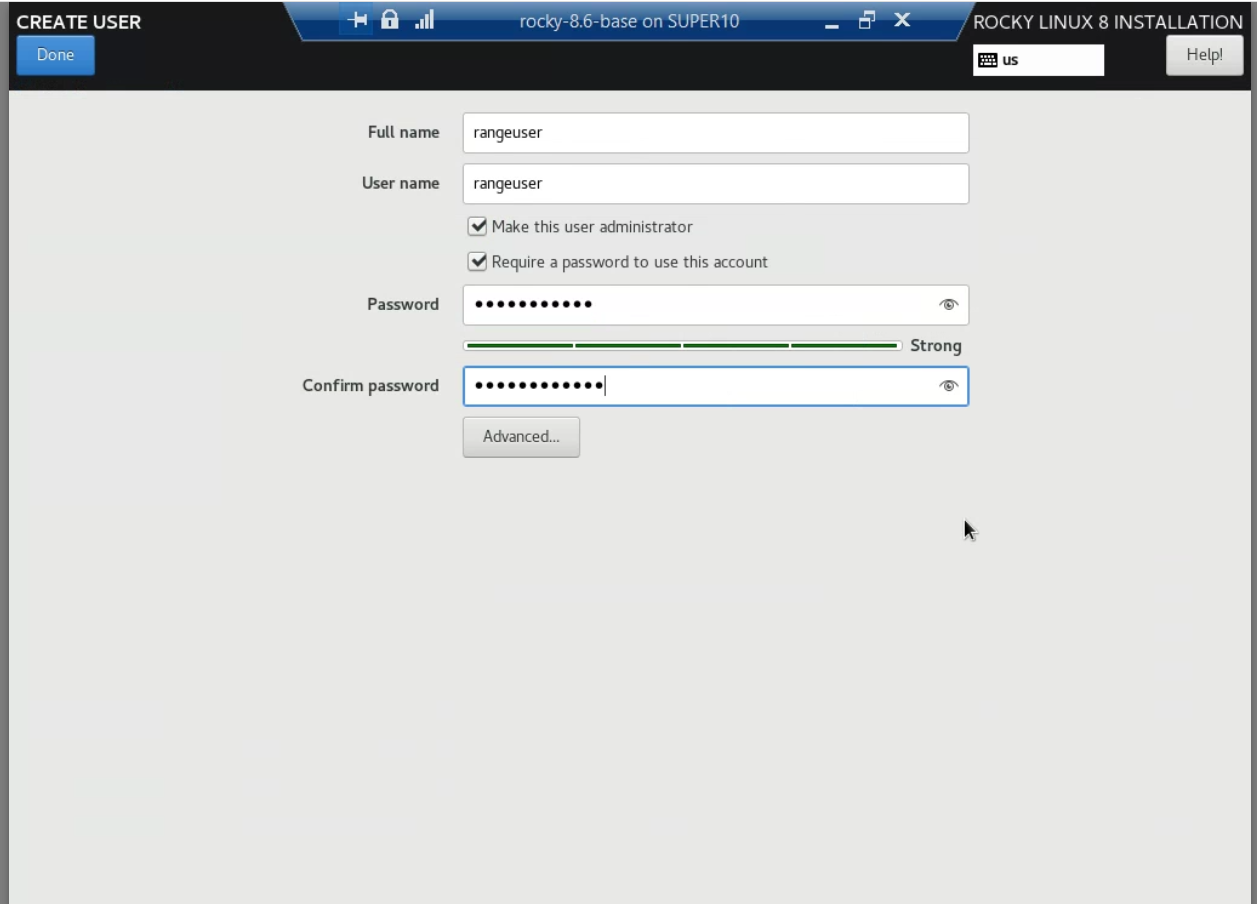 CREATE USER
rocky-8.6-base on SUPER10
ROCKY LINUX 8 INSTALLATION
Done
us
Help!
Full name
rangeuser
User name
rangeuser
Make this user administrator
Require a password to use this account
Password
•••••••••••
Strong
Confirm password
••••••••••••
Advanced...